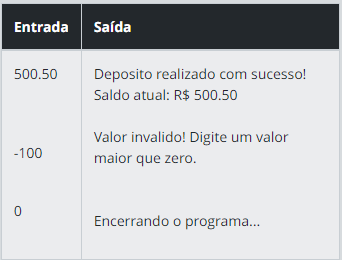 Entrada Saída
500.50 Deposito realizado com sucesso!
Saldo atual: R$ 500.50
Valor invalido! Digite um valor
-100 maior que zero.
0
Encerrando o programa...